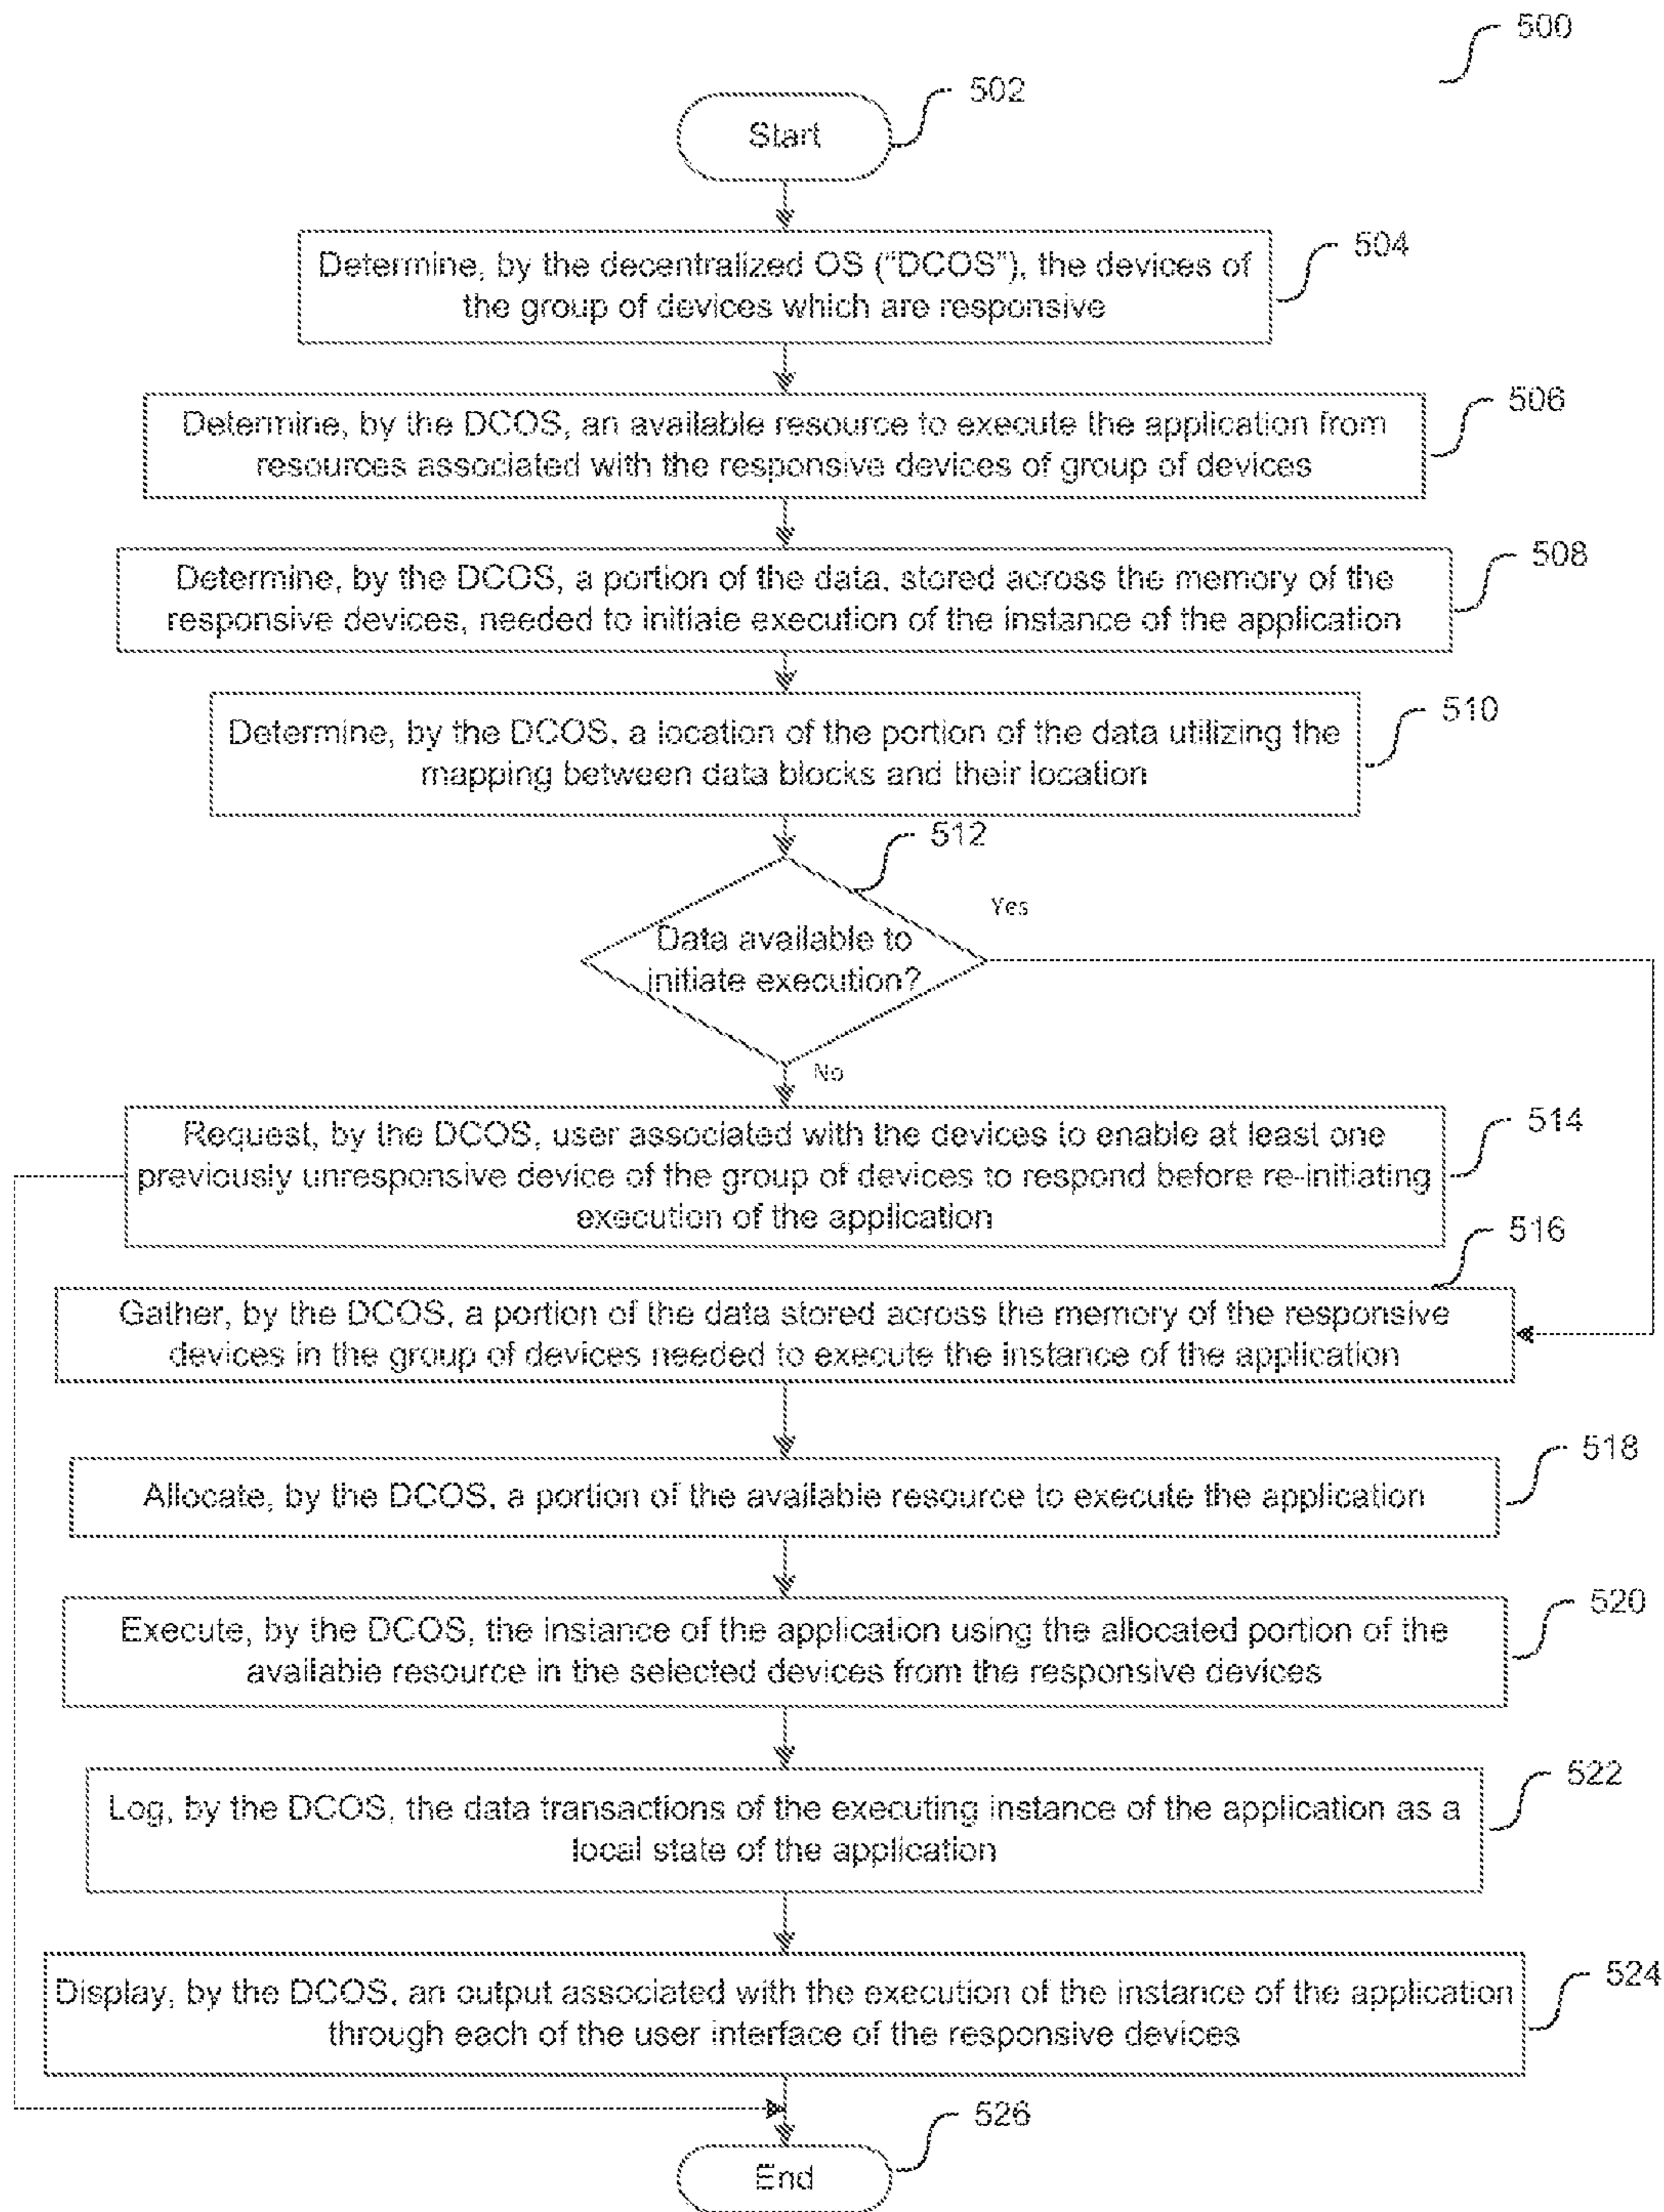 500
502
Start
504
Determine, by the decentralized OS ("DCOS"), the devices of
the group of devices which are responsive
506
Determine, by the DCOS, an available resource to execute the application from
resources associated with the responsive devices of group of devices
508
Determine, by the DCOS, a portion of the data, stored across the memory of the
responsive devices, needed to initiate execution of the instance of the application
510
Determine, by the DCOS, a location of the portion of the data utilizing the
mapping between data blocks and their location
512
Yes
Data available to
initiate execution?
No
514
Request, by the DCOS, user associated with the devices to enable at least one
previously unresponsive device of the group of devices to respond before re-initiating
execution of the application
516
Gather, by the DCOS, a portion of the data stored across the memory of the responsive
devices in the group of devices needed to execute the instance of the application
518
Allocate, by the DCOS, a portion of the available resource to execute the application
520
Execute, by the DCOS, the instance of the application using the allocated portion of the
available resource in the selected devices from the responsive devices
522
Log, by the DCOS, the data transactions of the executing instance of the application as a
local state of the application
524
Display, by the DCOS, an output associated with the execution of the instance of the application
through each of the user interface of the responsive devices
526
End